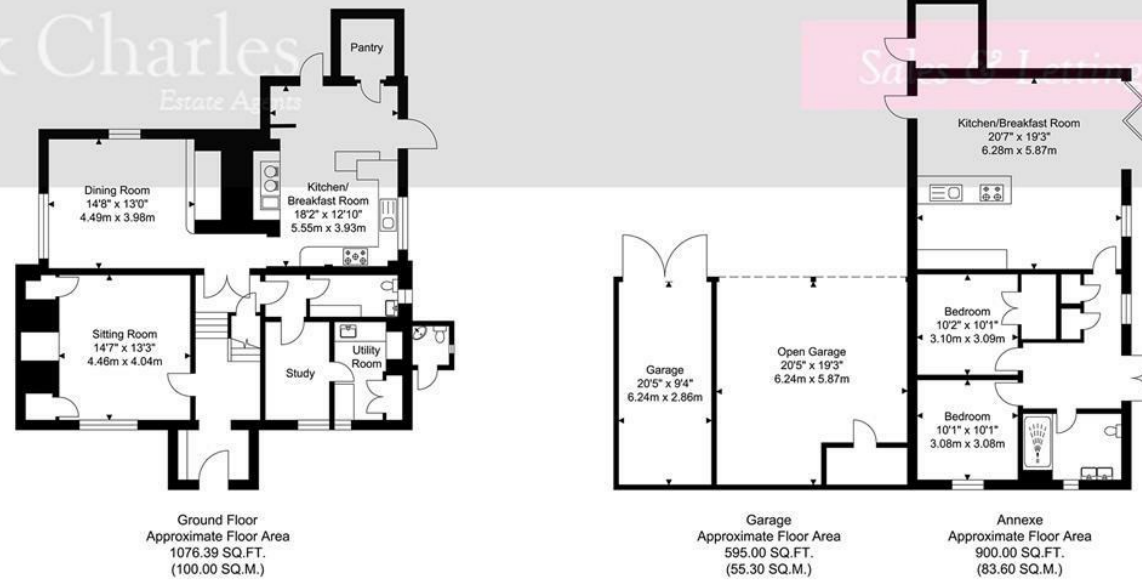 k Charles
Estate Agents
Sales & Lettings
Pantry
Dining Room
14'8" x 13'0"
4.49m x 3.98m
Kitchen/
Breakfast Room
18'2" x 12'10"
5.55m x 3.93m
Sitting Room
14'7" x 13'3"
4.46m x 4.04m
Study
Utility
Room
Ground Floor
Approximate Floor Area
1076.39 SQ.FT.
(100.00 SQ.M.)
Kitchen/Breakfast Room
20'7" x 19'3"
6.28m x 5.87m
Bedroom
10'2" x 10'1"
3.10m x 3.09m
Garage
20'5" x 9'4"
6.24m x 2.86m
Open Garage
20'5" x 19'3"
6.24m x 5.87m
Bedroom
10'1" x 10'1"
3.08m x 3.08m
Garage
Approximate Floor Area
595.00 SQ.FT.
(55.30 SQ.M.)
Annexe
Approximate Floor Area
900.00 SQ.FT.
(83.60 SQ.M.)